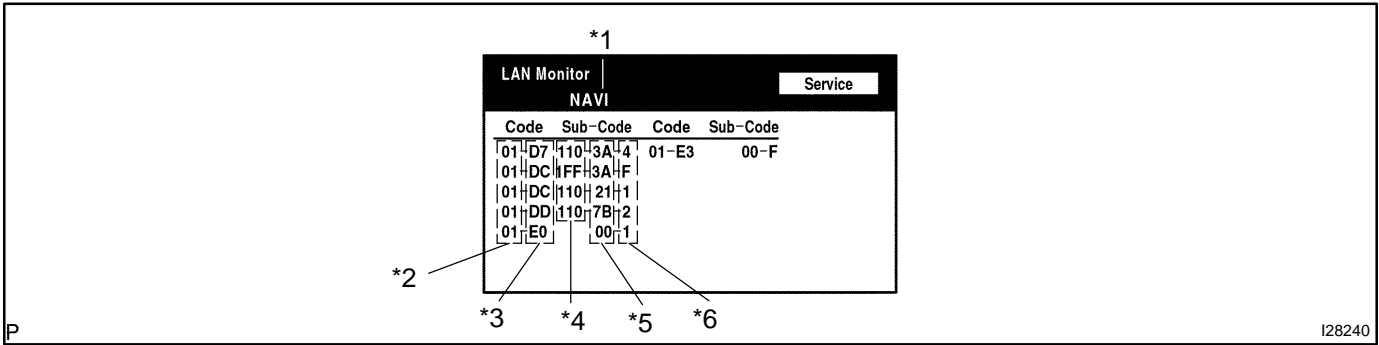 *1
LAN Monitor
Service
NAVI
Code Sub-Code Code Sub-Code
01-D7 110-3A-4 01-E3 00-F
01-DC 1FF-3A-F
01-DC 110-21-1
01-DD 110-7B-2
01-E0 00-1
*2
*3 *4 *5 *6
P
I28240